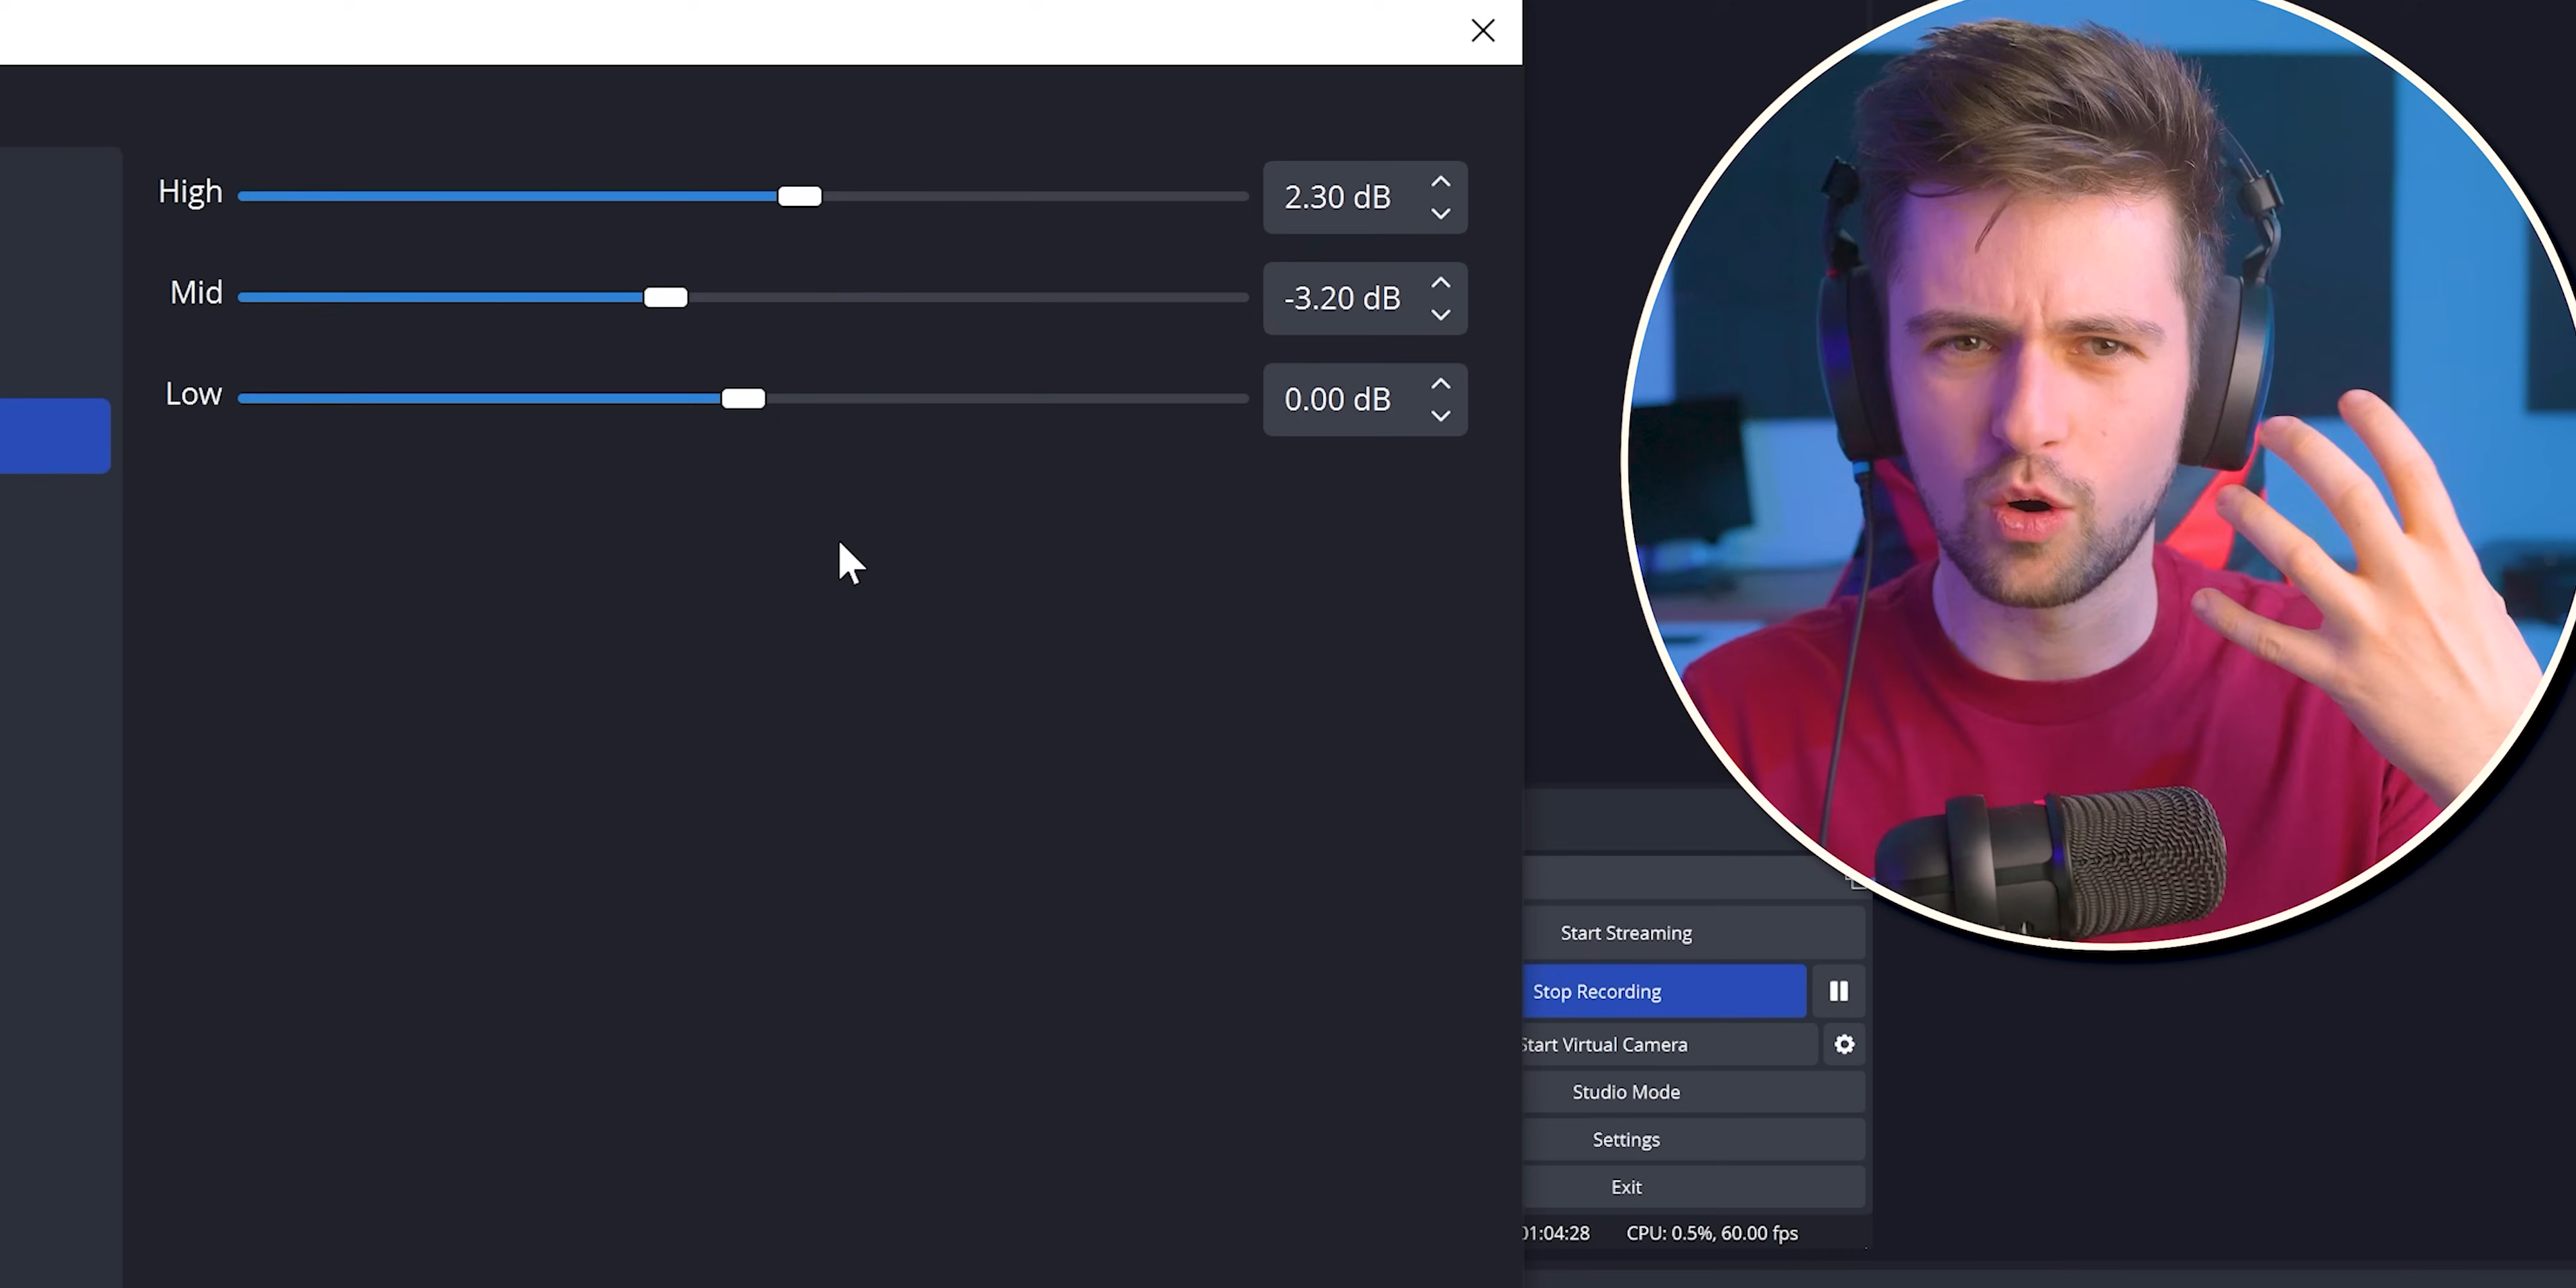 High 2.30 dB
Mid -3.20 dB
Low 0.00 dB
Start Streaming
Stop Recording
Start Virtual Camera
Studio Mode
Settings
Exit
01:04:28 CPU: 0.5%, 60.00 fps